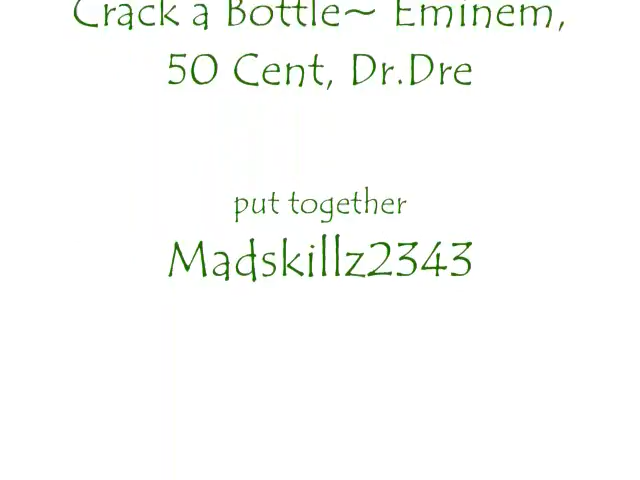 Crack a Bottle~ Eminem,
50 Cent, Dr.Dre
put together
Madskillz2343